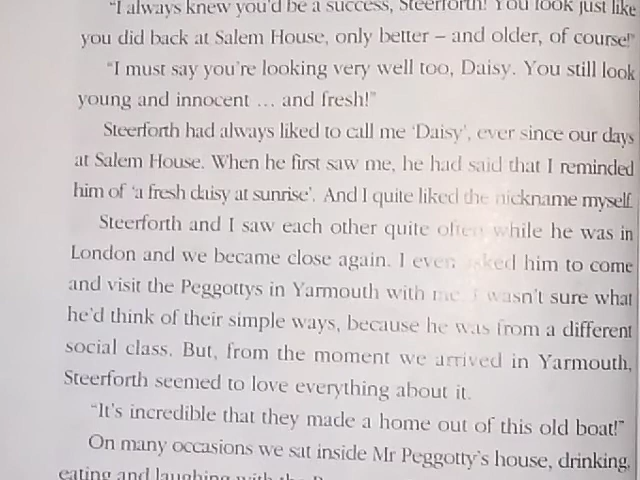 "I always knew you'd be a success, Steerforth! You look just like
you did back at Salem House, only better – and older, of course!"
"I must say you're looking very well too, Daisy. You still look
young and innocent … and fresh!"
Steerforth had always liked to call me 'Daisy', ever since our days
at Salem House. When he first saw me, he had said that I reminded
him of 'a fresh daisy at sunrise'. And I quite liked the nickname myself.
Steerforth and I saw each other quite often while he was in
London and we became close again. I even asked him to come
and visit the Peggottys in Yarmouth with me. I wasn't sure what
he'd think of their simple ways, because he was from a different
social class. But, from the moment we arrived in Yarmouth,
Steerforth seemed to love everything about it.
"It's incredible that they made a home out of this old boat!"
On many occasions we sat inside Mr Peggotty's house, drinking,
eating and laughing with the